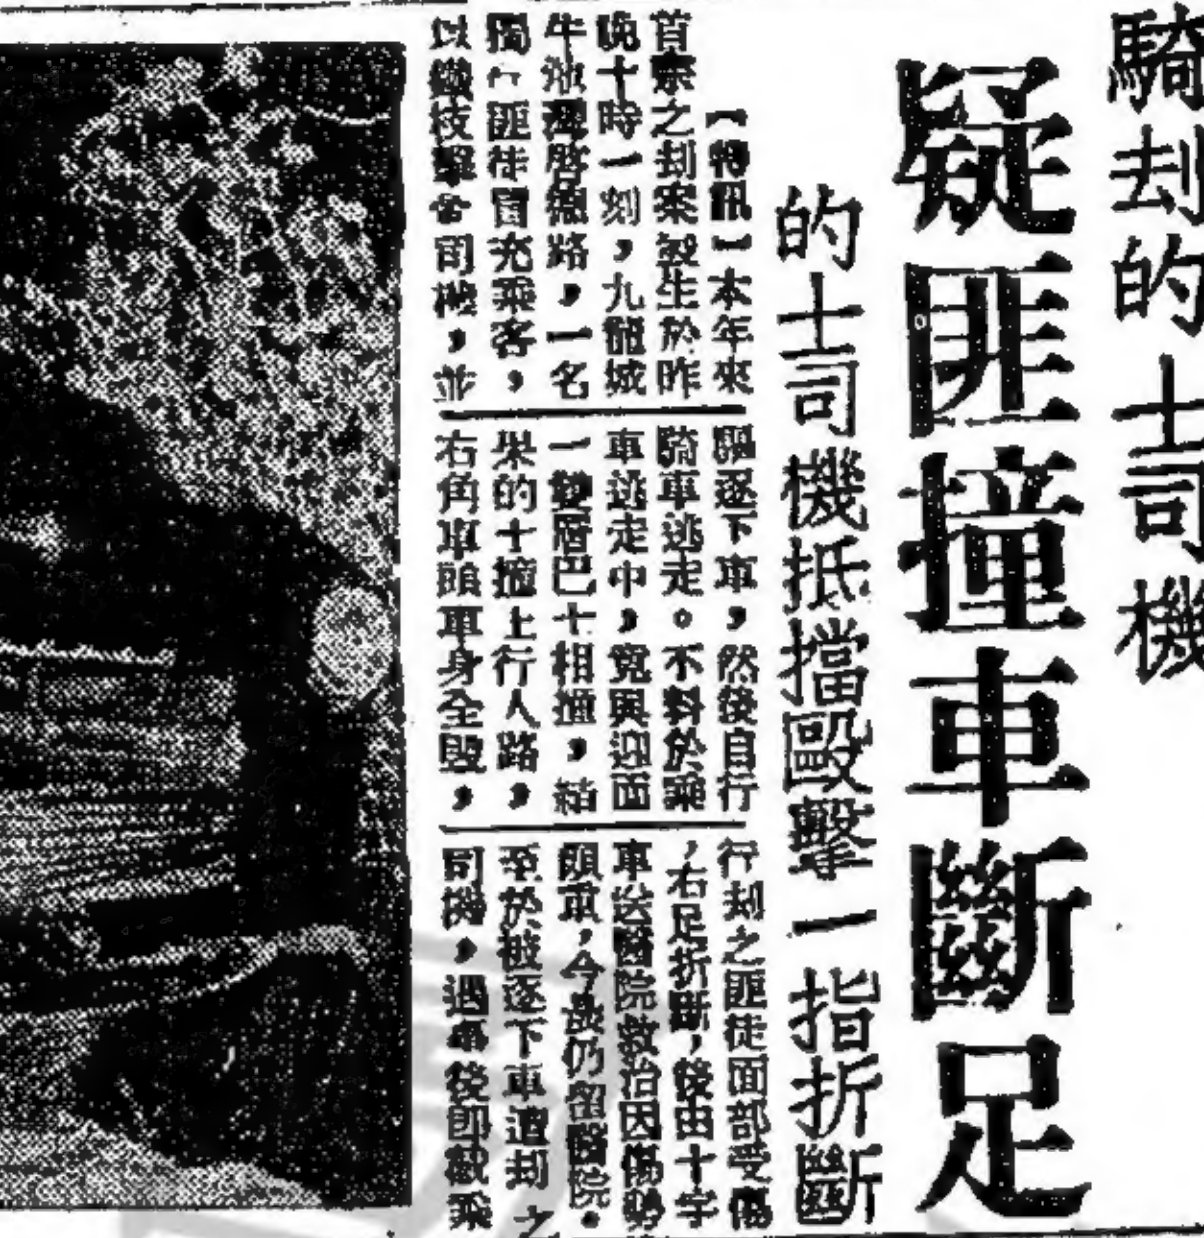 騎刦的士司機
疑匪撞車斷足
的士司機抵擋毆擊一指折斷
【特訊】本年來
首宗之刦案發生於昨
晚十時一刻，九龍城
牛池灣啓德路，一名
獨行匪徒冒充乘客，
以鐵枝擊昏司機，並
驅逐下車，然後自行
騎車逃走。不料於乘
車逃走中，竟與迎面
一雙層巴士相撞，結
果的士撞上行人路，
右角車頭車身全毀，
行刦之匪徒面部受傷
，右足折斷，後由十字
車送醫院救治因傷勢
頗重，今晨仍留醫院。
至於被逐下車遭刦之
司機，遇事後即截乘